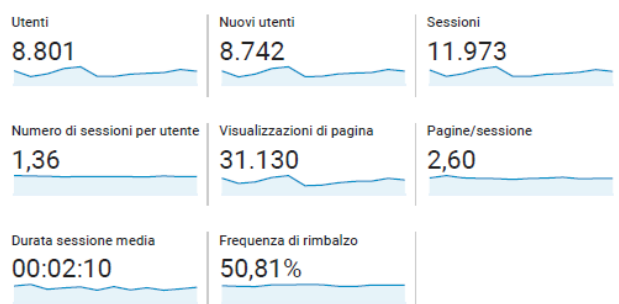 Utenti
8.801
Nuovi utenti
8.742
Sessioni
11.973
Numero di sessioni per utente
1,36
Visualizzazioni di pagina
31.130
Pagine/sessione
2,60
Durata sessione media
00:02:10
Frequenza di rimbalzo
50,81%